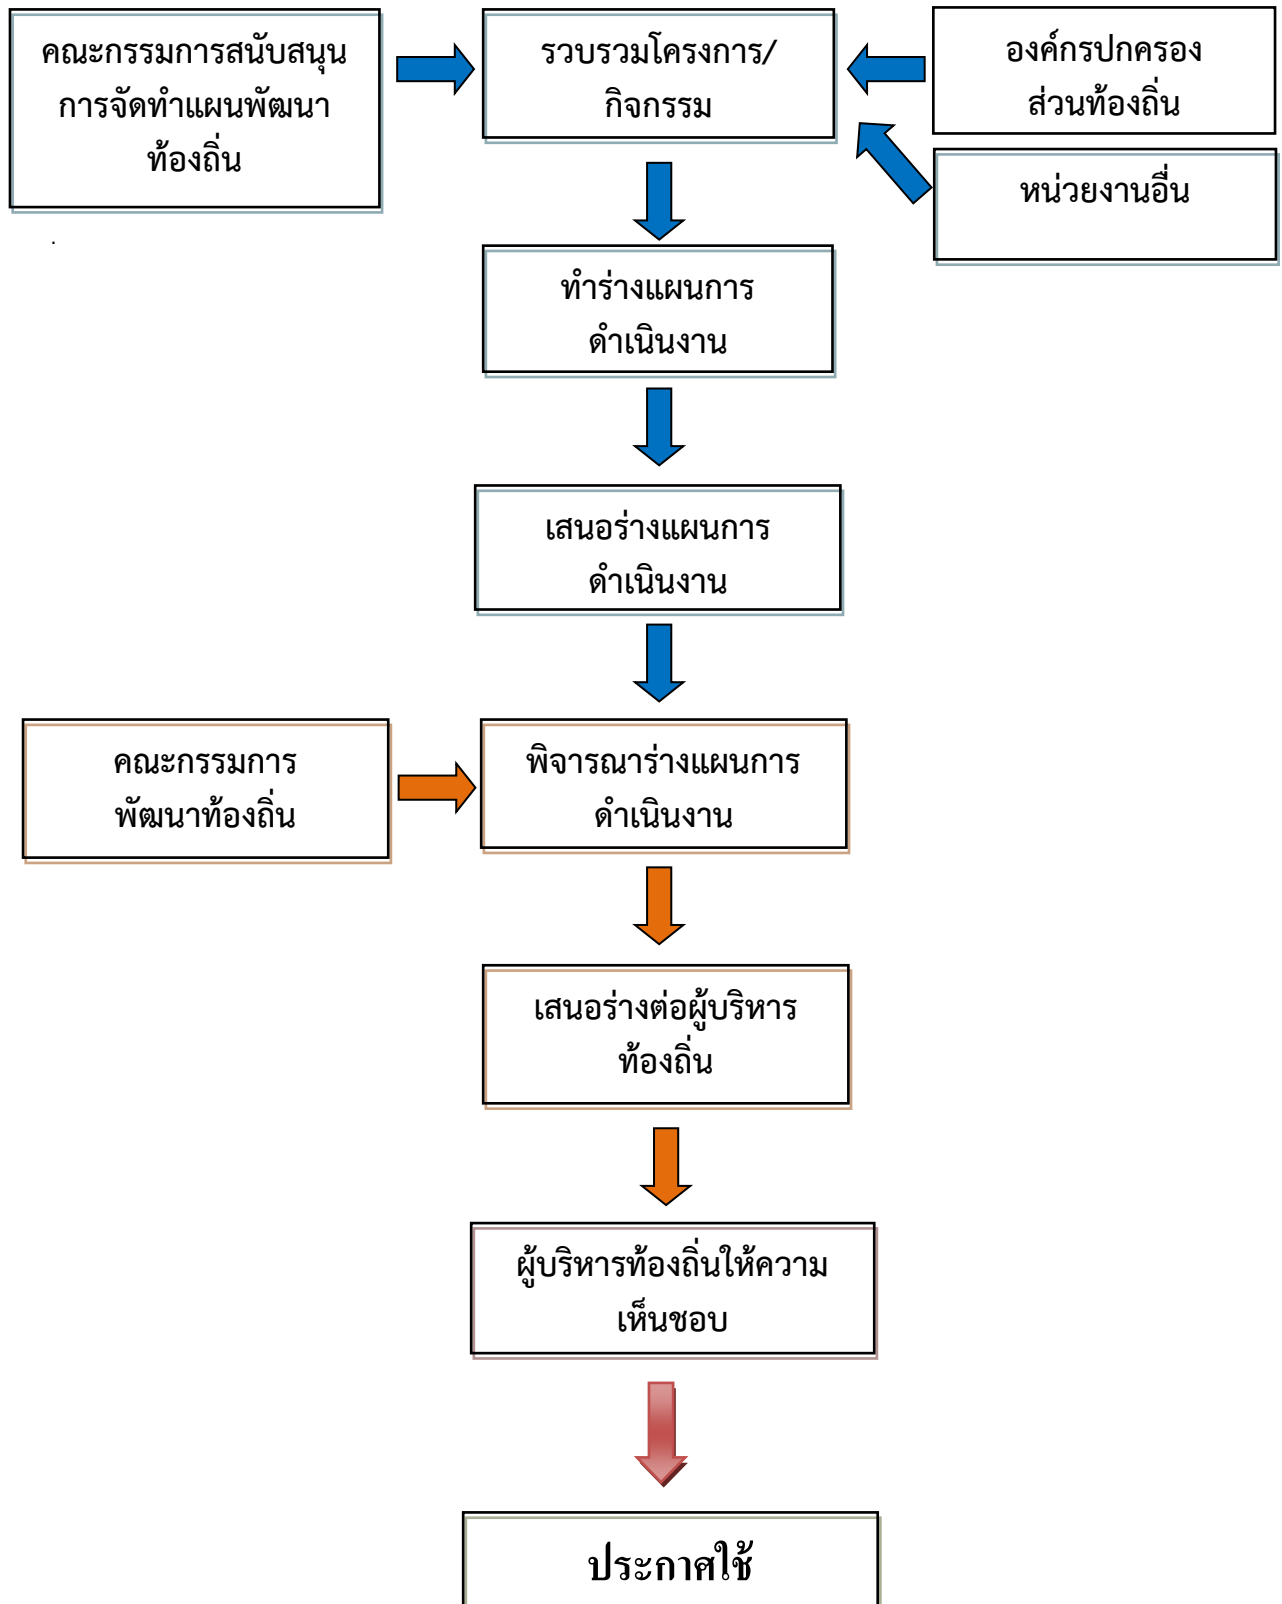 คณะกรรมการสนับสนุน
การจัดทำแผนพัฒนา
ท้องถิ่น
รวบรวมโครงการ/
กิจกรรม
องค์กรปกครอง
ส่วนท้องถิ่น
หน่วยงานอื่น
ทำร่างแผนการ
ดำเนินงาน
เสนอร่างแผนการ
ดำเนินงาน
คณะกรรมการ
พัฒนาท้องถิ่น
พิจารณาร่างแผนการ
ดำเนินงาน
เสนอร่างต่อผู้บริหาร
ท้องถิ่น
ผู้บริหารท้องถิ่นให้ความ
เห็นชอบ
ประกาศใช้